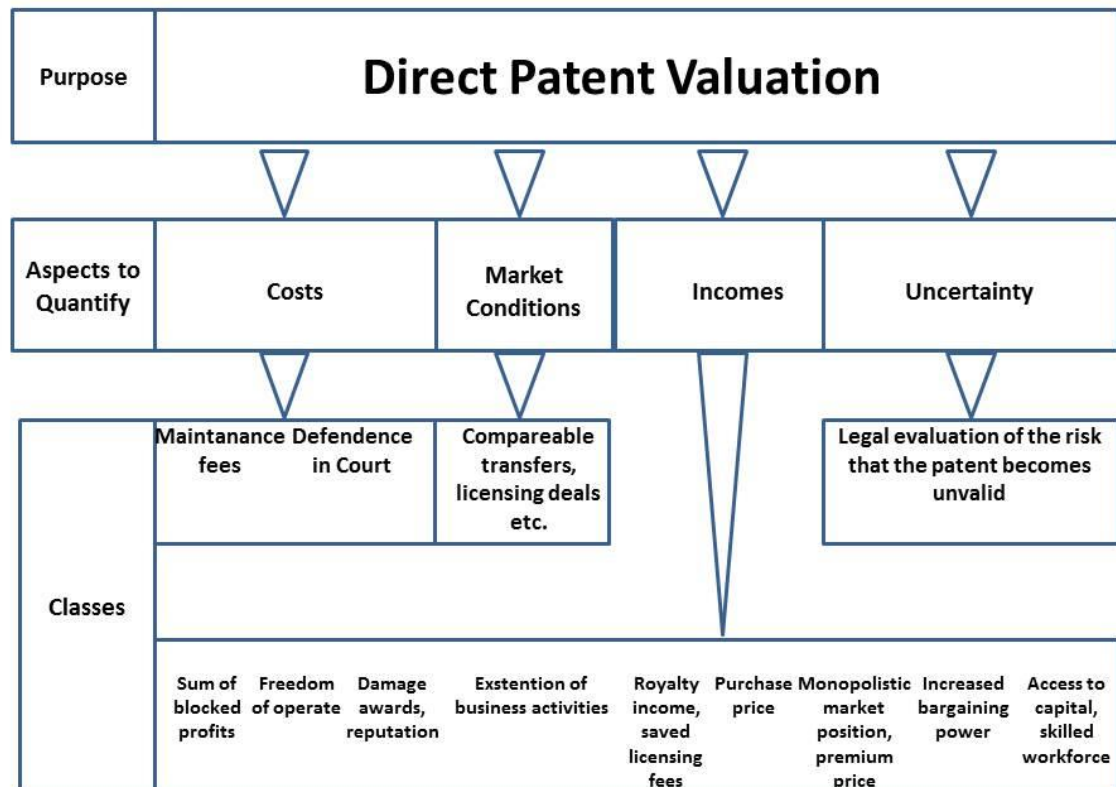 Purpose
Direct Patent Valuation
Aspects to
Quantify
Costs
Market
Conditions
Incomes
Uncertainty
Classes
Maintanance
fees
Defendence
in Court
Compareable
transfers,
licensing deals
etc.
Legal evaluation of the risk
that the patent becomes
unvalid
Sum of
blocked
profits
Freedom
of operate
Damage
awards,
reputation
Exstention of
business activities
Royalty
income,
saved
licensing
fees
Purchase
price
Monopolistic
market
position,
premium
price
Increased
bargaining
power
Access to
capital,
skilled
workforce